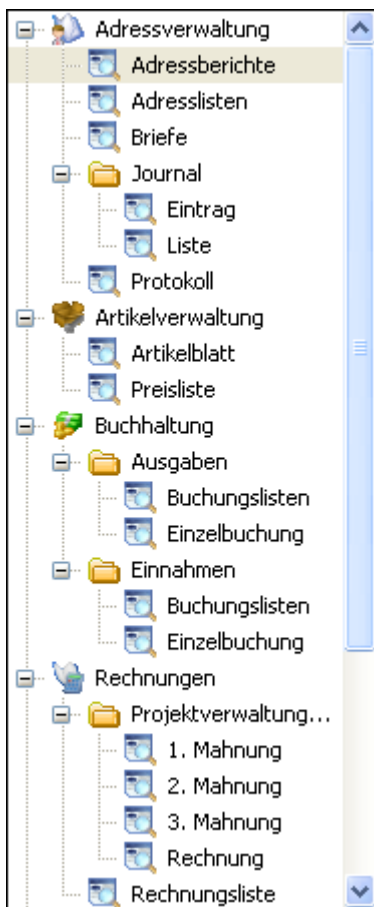 Adressverwaltung
Adressberichte
Adresslisten
Briefe
Journal
Eintrag
Liste
Protokoll
Artikelverwaltung
Artikelblatt
Preisliste
Buchhaltung
Ausgaben
Buchungslisten
Einzelbuchung
Einnahmen
Buchungslisten
Einzelbuchung
Rechnungen
Projektverwaltung...
1. Mahnung
2. Mahnung
3. Mahnung
Rechnung
Rechnungsliste